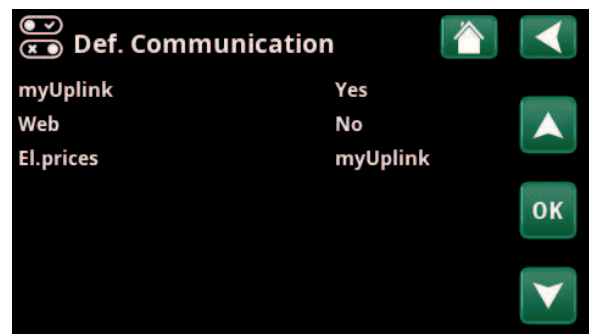 Def. Communication
myUplink Yes
Web No
El.prices myUplink
OK